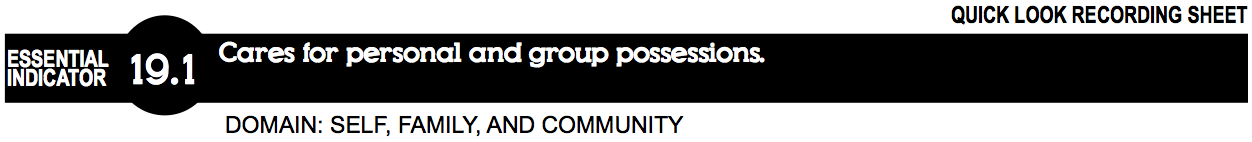 QUICK LOOK RECORDING SHEET
ESSENTIAL
INDICATOR
19.1
Cares for personal and group possessions.
DOMAIN: SELF, FAMILY, AND COMMUNITY